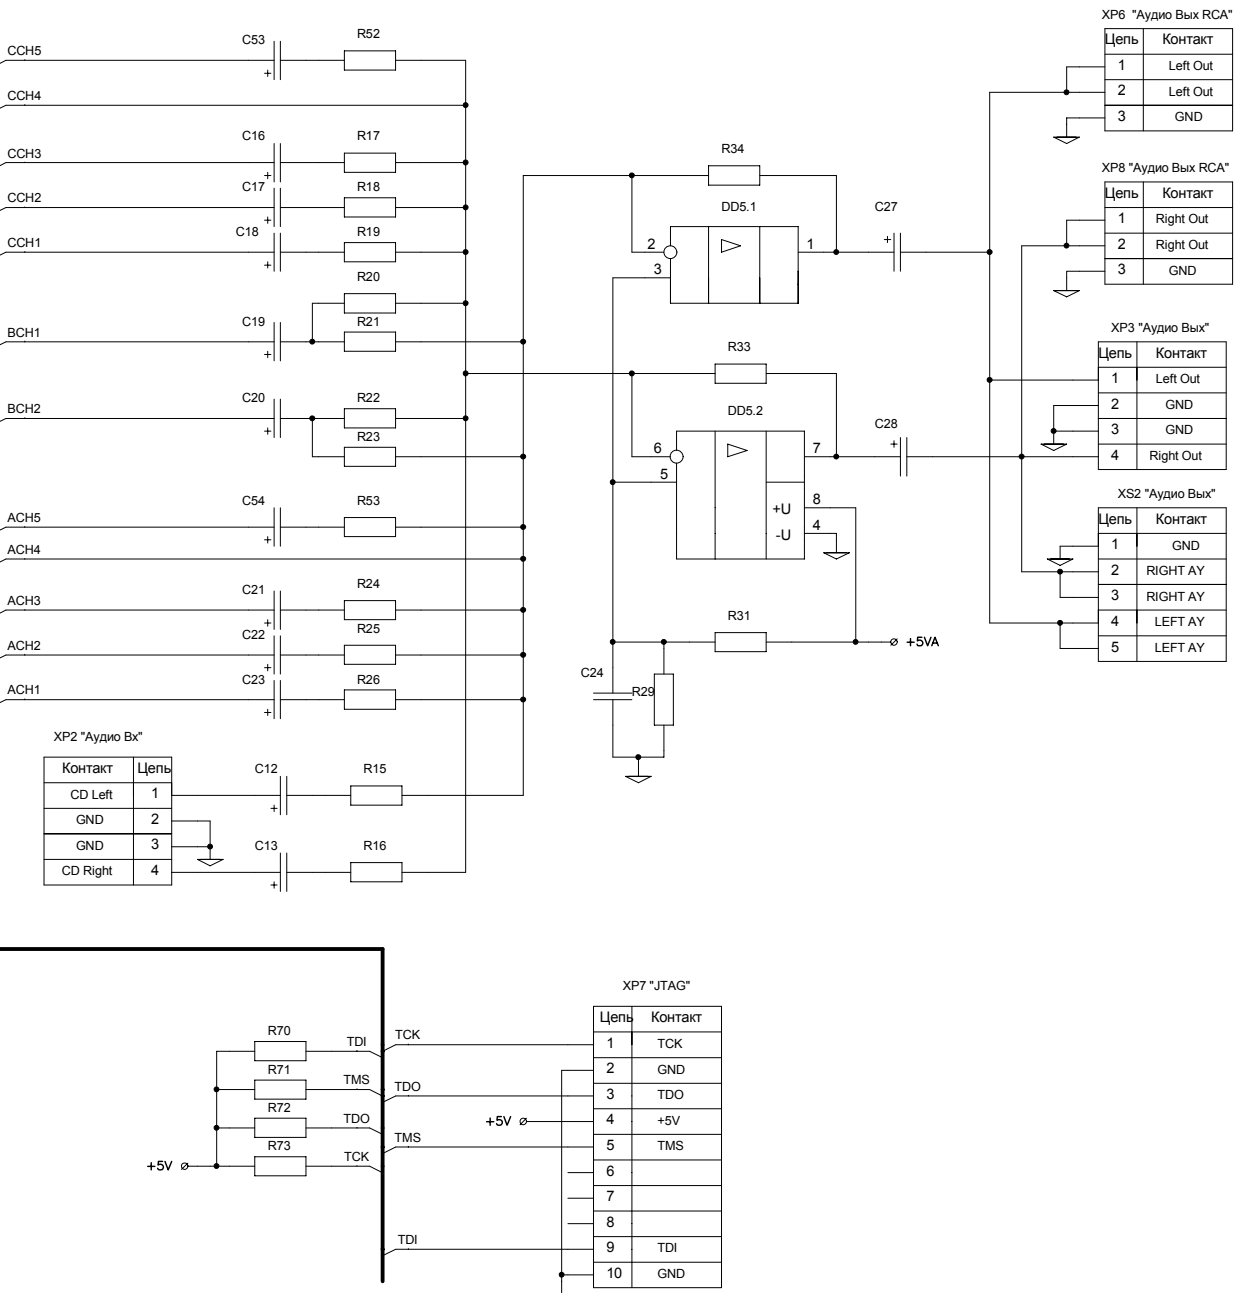 XP6 "Аудио Вых RCA"
Цепь Контакт
1 Left Out
2 Left Out
3 GND
XP8 "Аудио Вых RCA"
Цепь Контакт
1 Right Out
2 Right Out
3 GND
XP3 "Аудио Вых"
Цепь Контакт
1 Left Out
2 GND
3 GND
4 Right Out
XS2 "Аудио Вых"
Цепь Контакт
1 GND
2 RIGHT AY
3 RIGHT AY
4 LEFT AY
5 LEFT AY
CCH5 C53 + R52
CCH4
CCH3 C16 + R17
CCH2 C17 + R18
CCH1 C18 + R19
R20
BCH1 C19 + R21
BCH2 C20 + R22
R23
ACH5 C54 + R53
ACH4
ACH3 C21 + R24
ACH2 C22 + R25
ACH1 C23 + R26
R34
DD5.1
2 1
3
C27 +
R33
DD5.2
6 7
5
+U 8
-U 4
C28 +
R31
+5VA
C24
R29
XP2 "Аудио Вх"
Контакт Цепь
CD Left 1
GND 2
GND 3
CD Right 4
C12 + R15
C13 + R16
R70 TDI
R71 TMS
R72 TDO
R73 TCK
+5V
TCK
TDO
TMS
TDI
+5V
XP7 "JTAG"
Цепь Контакт
1 TCK
2 GND
3 TDO
4 +5V
5 TMS
6
7
8
9 TDI
10 GND